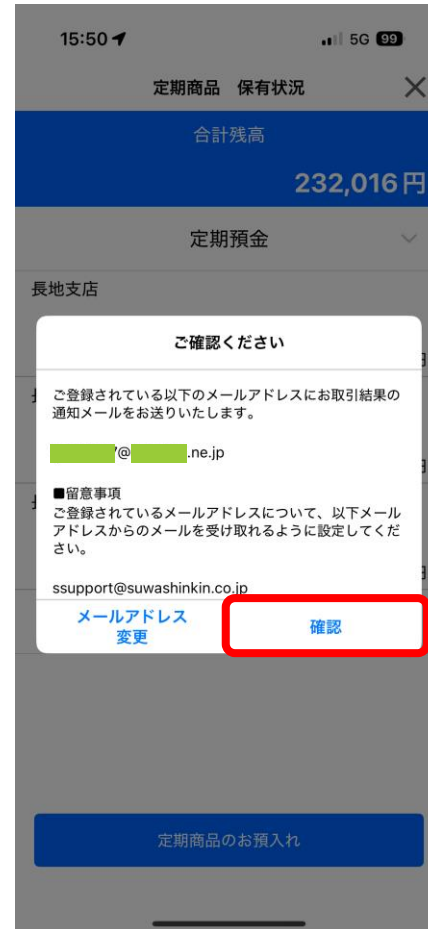 15:50
5G 99
定期商品 保有状況
合計残高
232,016円
定期預金
長地支店
ご確認ください
ご登録されている以下のメールアドレスにお取引結果の
通知メールをお送りいたします。
@ .ne.jp
■留意事項
ご登録されているメールアドレスについて、以下メール
アドレスからのメールを受け取れるように設定してくだ
さい。
ssupport@suwashinkin.co.jp
メールアドレス
変更
確認
定期商品のお預入れ